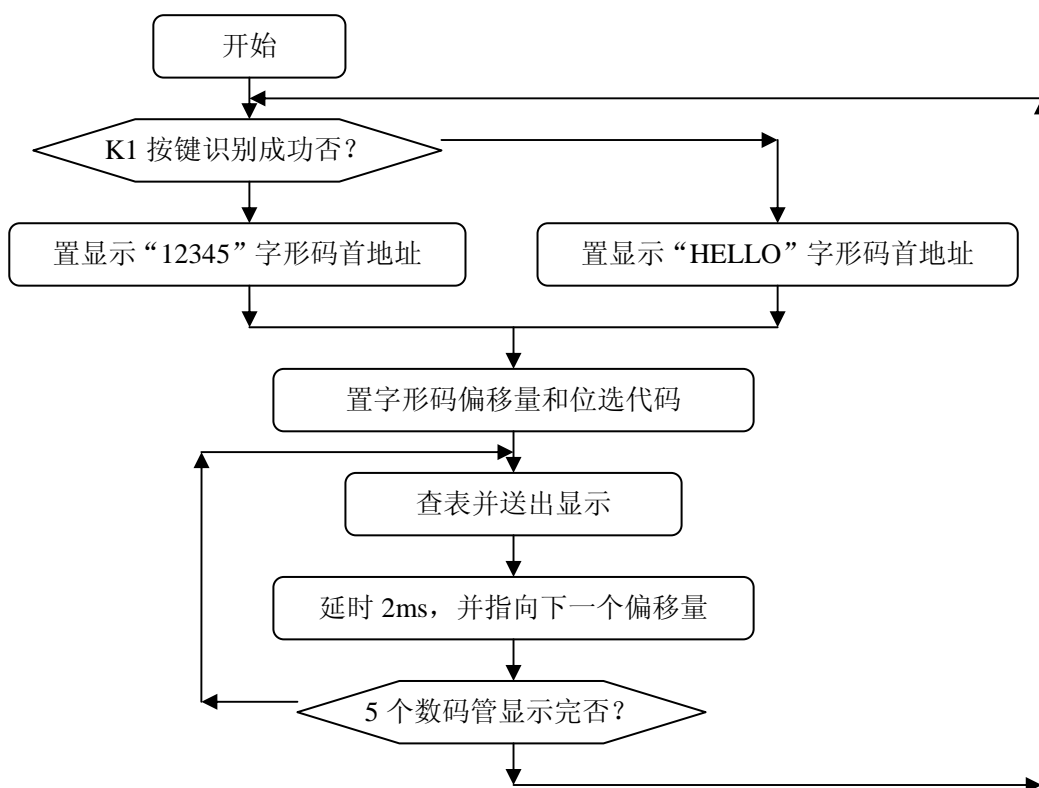 开始
K1 按键识别成功否？
置显示“12345”字形码首地址
置显示“HELLO”字形码首地址
置字形码偏移量和位选代码
查表并送出显示
延时 2ms，并指向下一个偏移量
5 个数码管显示完否？